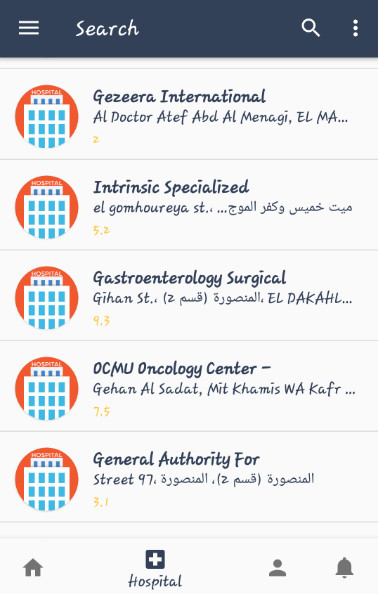 Search
HOSPITAL
Gezeera International
Al Doctor Atef Abd Al Menagi, EL MA...
2
HOSPITAL
Intrinsic Specialized
el gomhoureya st.، ميت خميس وكفر الموج...
5.2
HOSPITAL
Gastroenterology Surgical
Gihan St.، المنصورة (قسم 2)، EL DAKAHL...
9.3
HOSPITAL
OCMU Oncology Center –
Gehan Al Sadat, Mit Khamis WA Kafr ...
7.5
HOSPITAL
General Authority For
Street 97، المنصورة (قسم 2)، المنصورة
3.1
Hospital